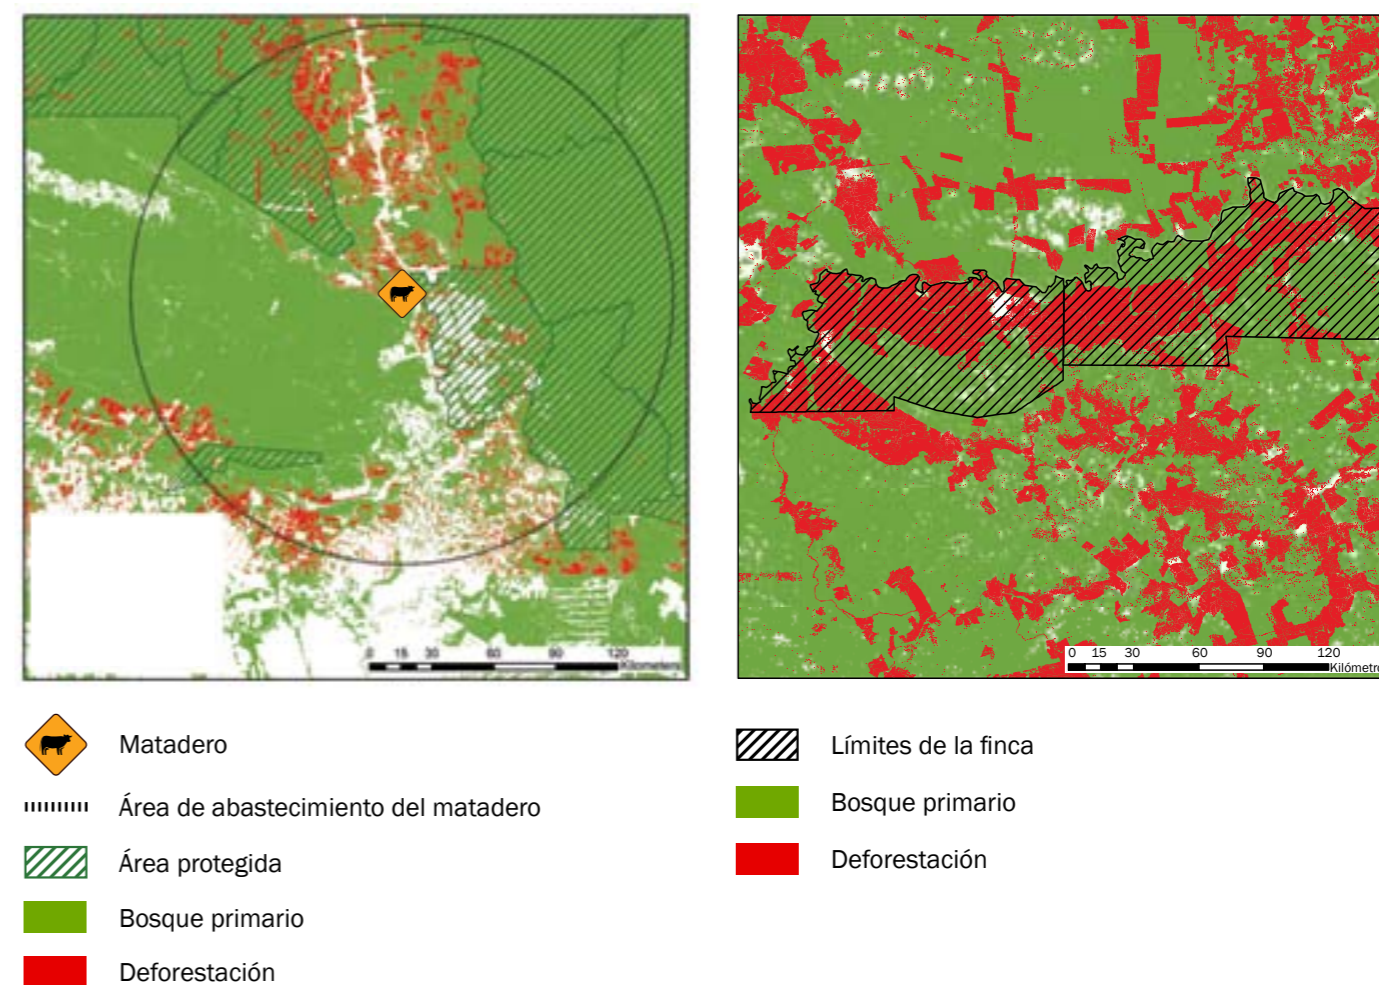 0 15 30 60 90 120
Kilometers
0 15 30 60 90 120
Kilómetro
Matadero
Área de abastecimiento del matadero
Área protegida
Bosque primario
Deforestación
Límites de la finca
Bosque primario
Deforestación